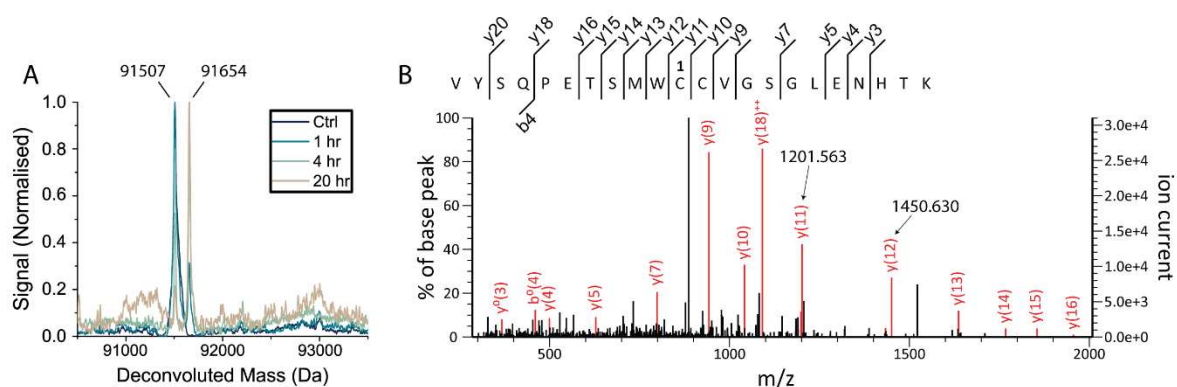 A
91507
91654
Signal (Normalised)
1.0
0.8
0.6
0.4
0.2
0.0
Ctrl
1 hr
4 hr
20 hr
91000
92000
93000
Deconvoluted Mass (Da)
B
y20 y18 y16 y15 y14 y13 y12 y11 y10 y9 y7 y5 y4 y3
1
V Y S Q P E T S M W C C V G S G L E N H T K
b4
% of base peak
100
80
60
40
20
0
y⁰(3)
b⁰(4)
y(4)
y(5)
y(7)
y(9)
y(10)
y(18)⁺⁺
y(11)
1201.563
y(12)
1450.630
y(13)
y(14)
y(15)
y(16)
3.0e+4
2.5e+4
2.0e+4
1.5e+4
1.0e+4
5.0e+3
0.0e+0
ion current
500
1000
1500
2000
m/z